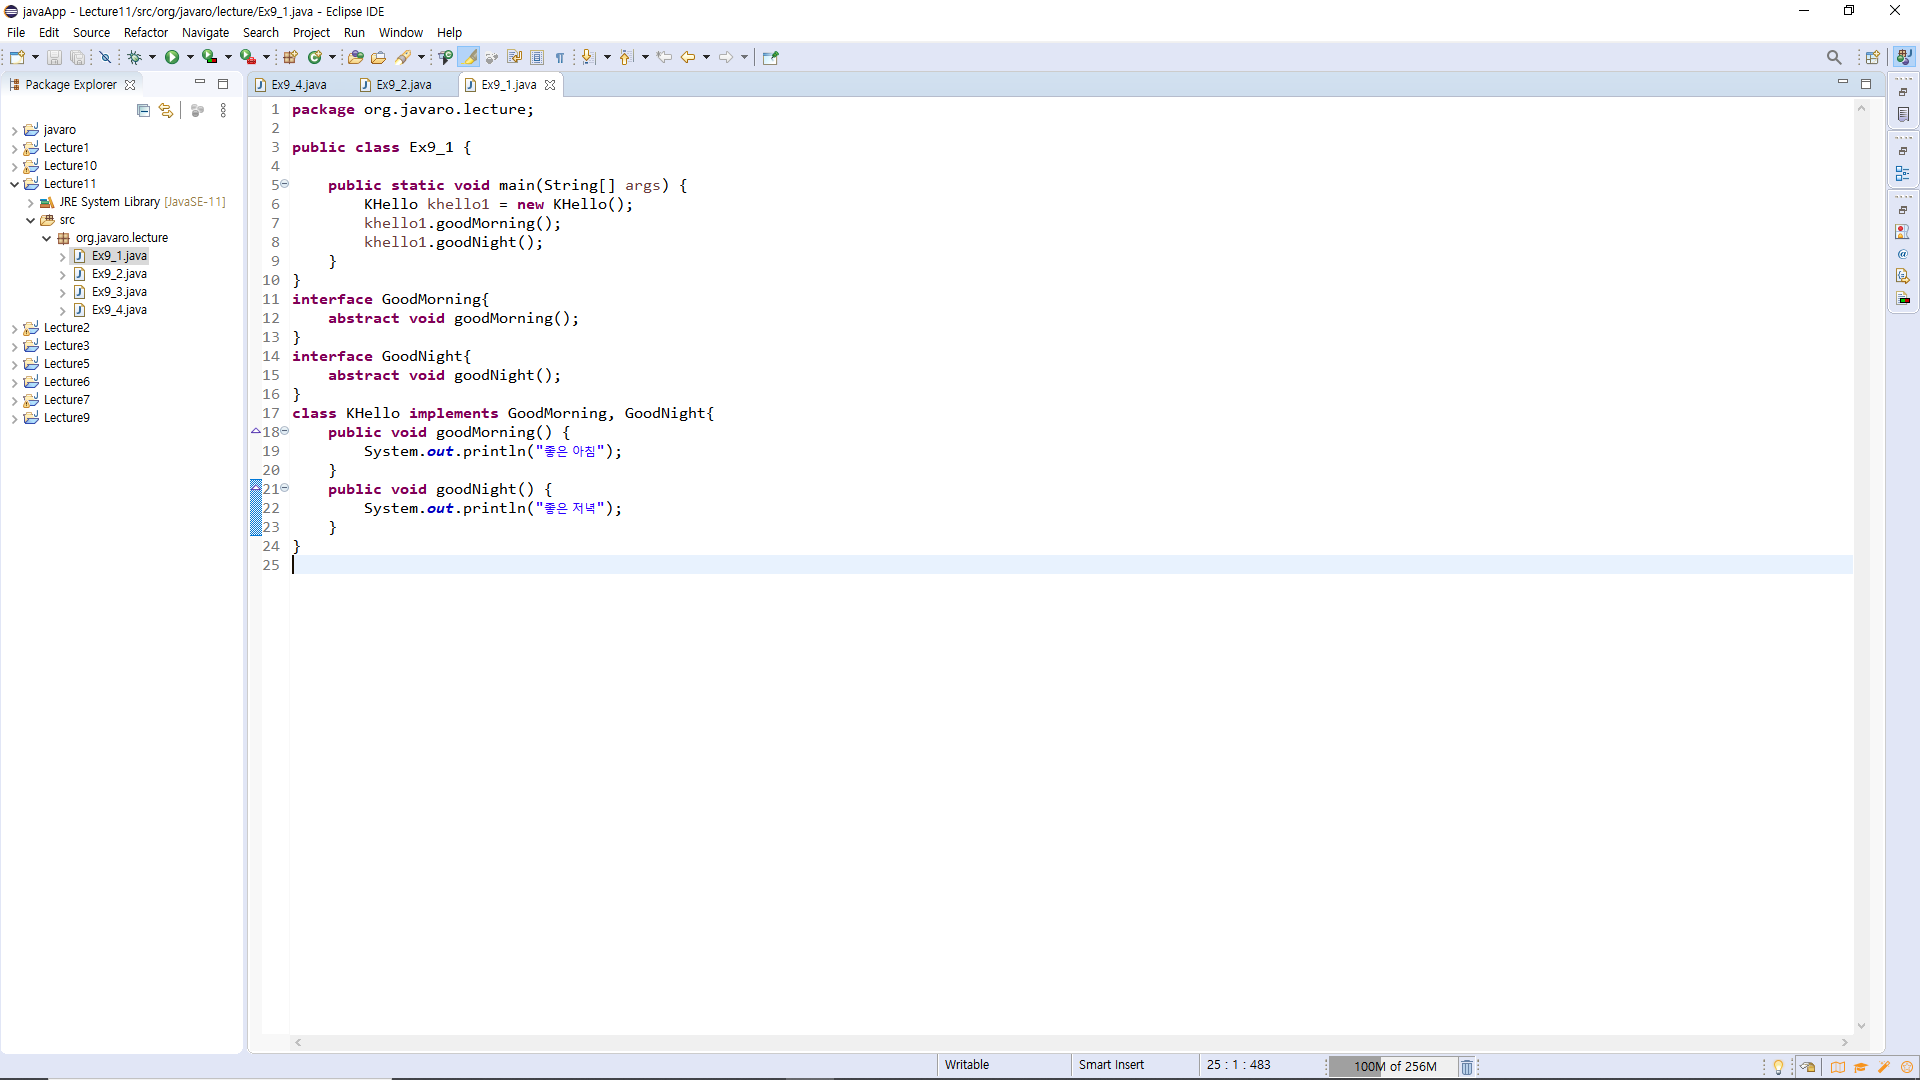 javaApp - Lecture11/src/org/javaro/lecture/Ex9_1.java - Eclipse IDE
File Edit Source Refactor Navigate Search Project Run Window Help
Package Explorer
Ex9_4.java Ex9_2.java Ex9_1.java
javaro
Lecture1
Lecture10
Lecture11
JRE System Library [JavaSE-11]
src
org.javaro.lecture
Ex9_1.java
Ex9_2.java
Ex9_3.java
Ex9_4.java
Lecture2
Lecture3
Lecture5
Lecture6
Lecture7
Lecture9
1 package org.javaro.lecture;
2
3 public class Ex9_1 {
4
5 public static void main(String[] args) {
6 KHello khello1 = new KHello();
7 khello1.goodMorning();
8 khello1.goodNight();
9 }
10 }
11 interface GoodMorning{
12 abstract void goodMorning();
13 }
14 interface GoodNight{
15 abstract void goodNight();
16 }
17 class KHello implements GoodMorning, GoodNight{
18 public void goodMorning() {
19 System.out.println("좋은 아침");
20 }
21 public void goodNight() {
22 System.out.println("좋은 저녁");
23 }
24 }
25
Writable Smart Insert 25 : 1 : 483 100M of 256M